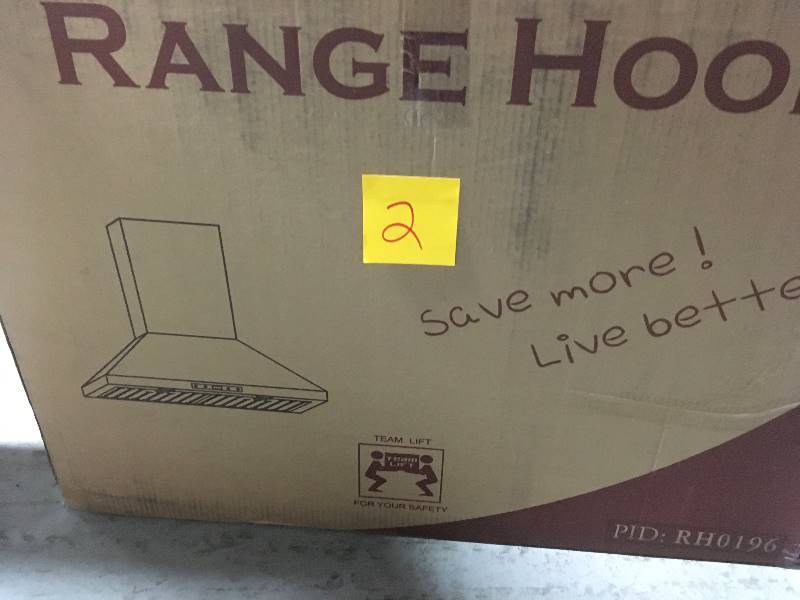 RANGE HOO
2
save more!
Live bette
TEAM LIFT
TEAM
LIFT
FOR YOUR SAFETY
PID: RH0196